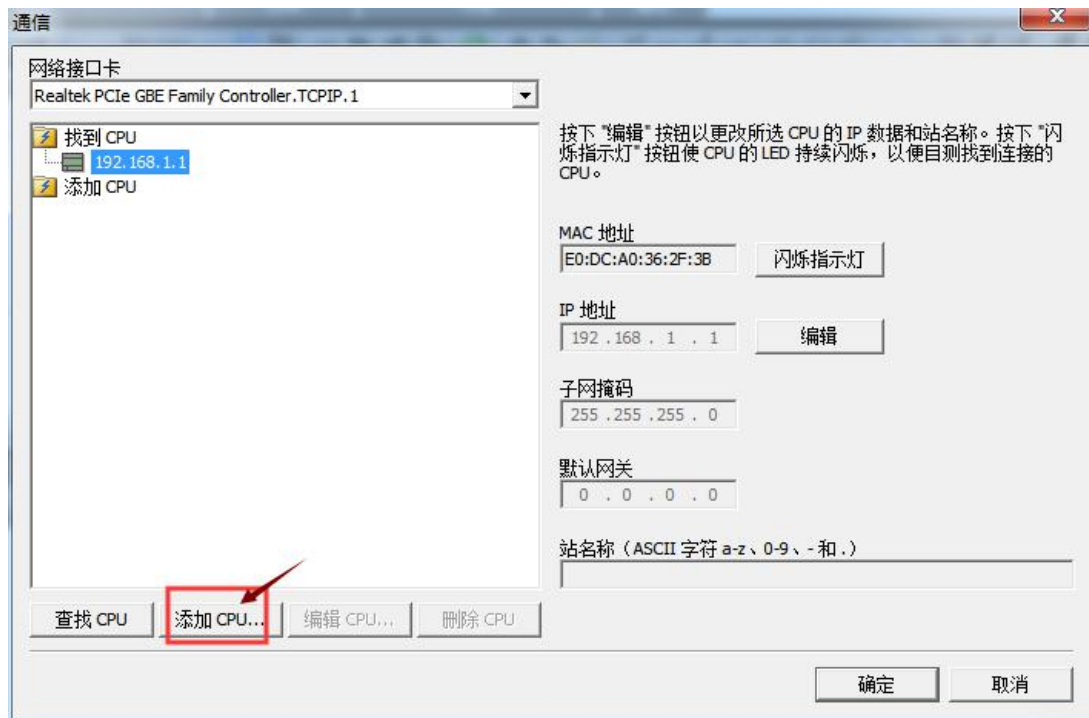 通信
网络接口卡
Realtek PCIe GBE Family Controller.TCPIP.1
找到 CPU
192.168.1.1
添加 CPU
按下 "编辑" 按钮以更改所选 CPU 的 IP 数据和站名称。按下 "闪
烁指示灯" 按钮使 CPU 的 LED 持续闪烁，以便目测找到连接的
CPU。
MAC 地址
E0:DC:A0:36:2F:3B
闪烁指示灯
IP 地址
192 . 168 . 1 . 1
编辑
子网掩码
255 . 255 . 255 . 0
默认网关
0 . 0 . 0 . 0
站名称（ASCII 字符 a-z、0-9、- 和 .）
查找 CPU
添加 CPU...
编辑 CPU...
删除 CPU
确定
取消